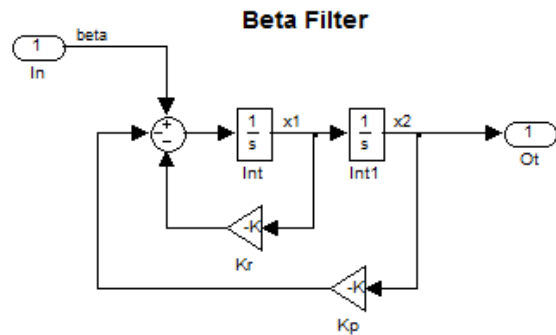 Beta Filter
1
In
beta
+
−
−
1
s
Int
x1
1
s
Int1
x2
1
Ot
-K
Kr
-K
Kp